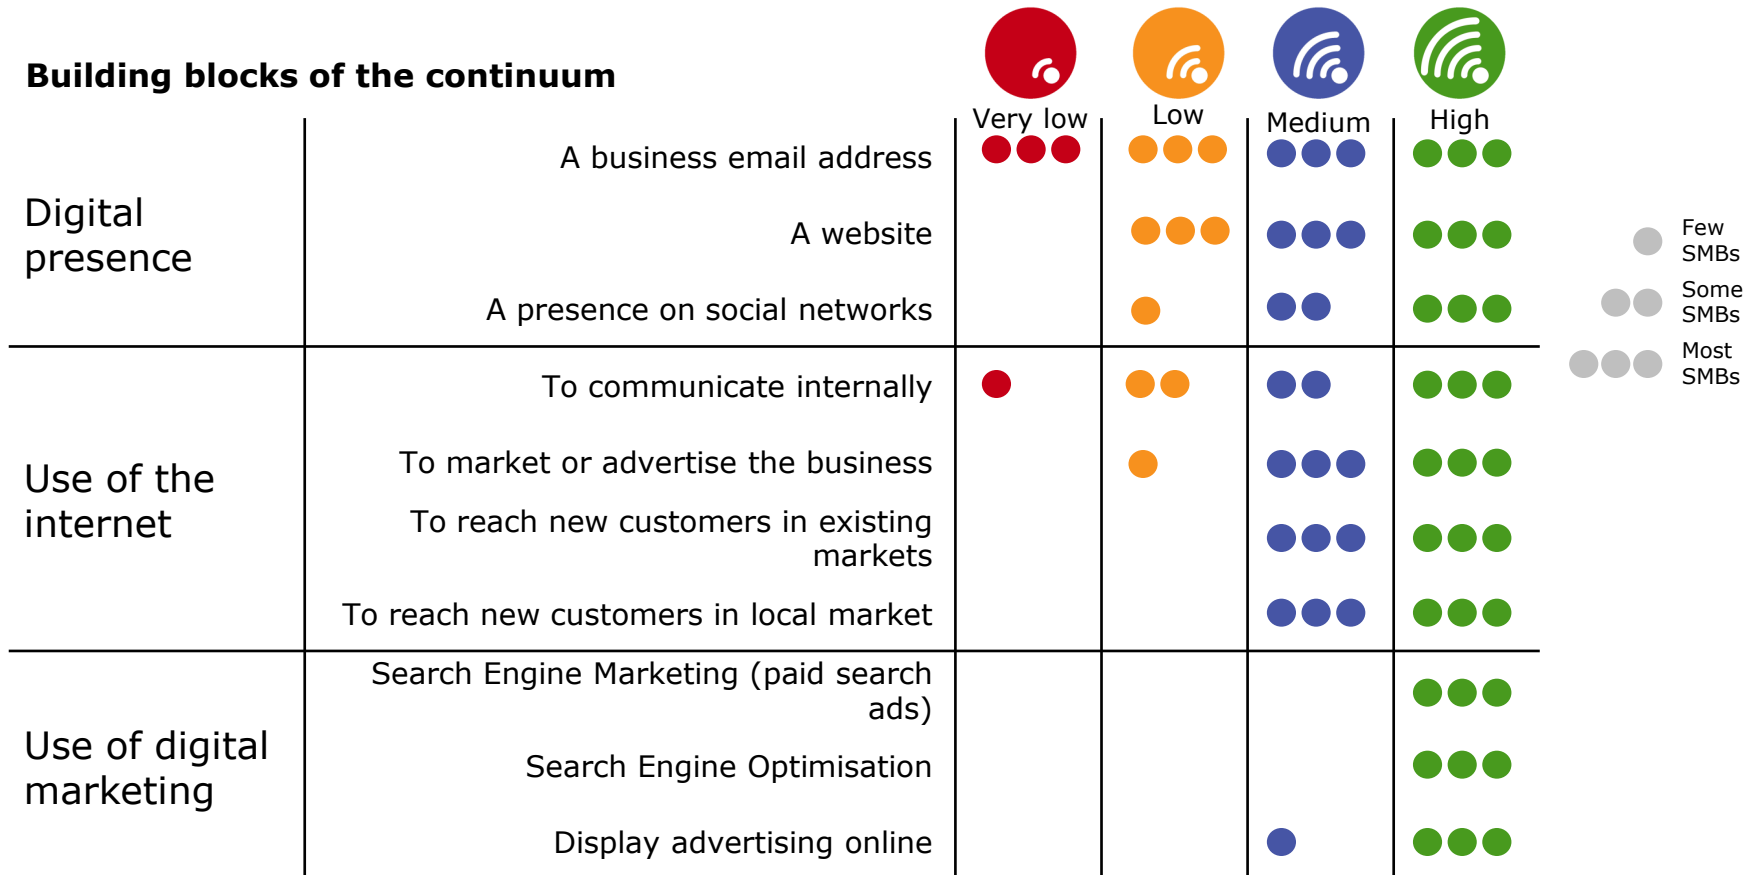 Building blocks of the continuum
Very low
Low
Medium
High
Digital
presence
A business email address
A website
A presence on social networks
Few
SMBs
Some
SMBs
Most
SMBs
Use of the
internet
To communicate internally
To market or advertise the business
To reach new customers in existing
markets
To reach new customers in local market
Use of digital
marketing
Search Engine Marketing (paid search
ads)
Search Engine Optimisation
Display advertising online